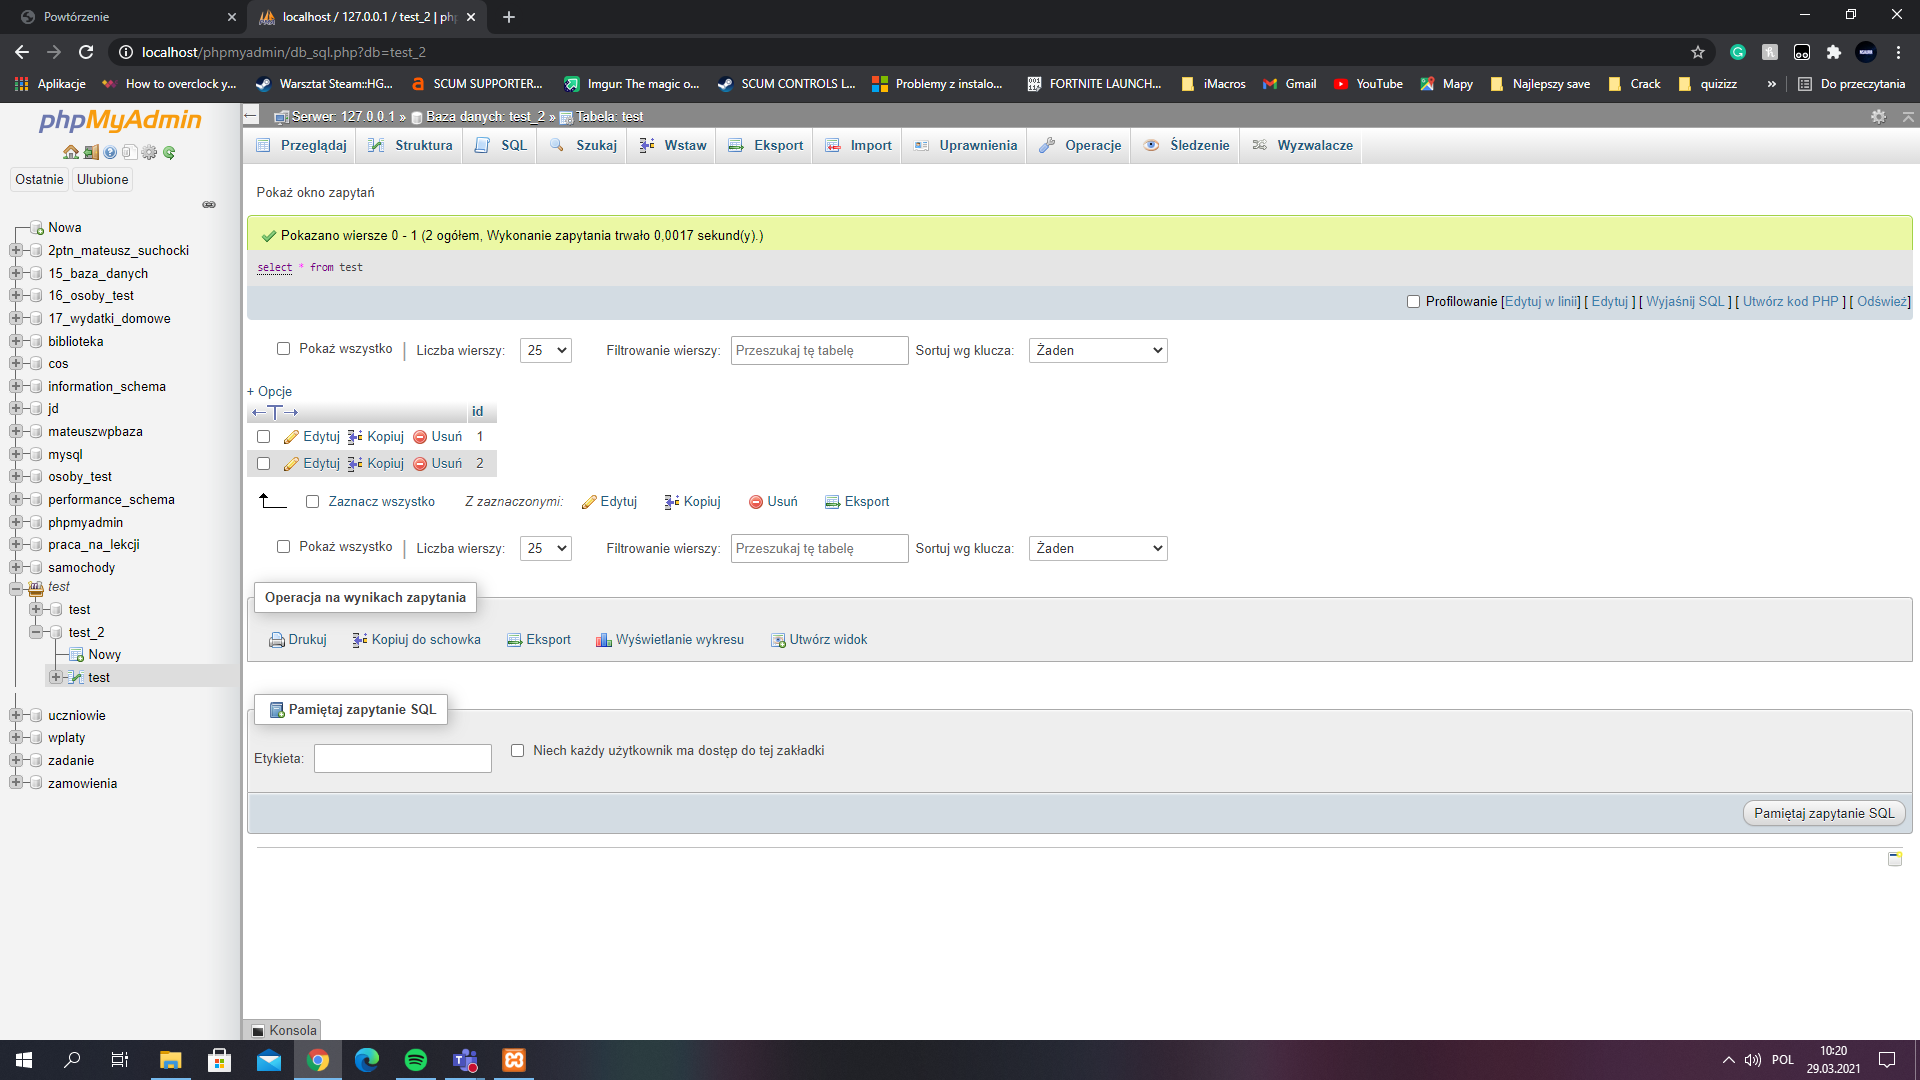 Powtórzenie
localhost / 127.0.0.1 / test_2 | ph
localhost/phpmyadmin/db_sql.php?db=test_2
Aplikacje
How to overclock y...
Warsztat Steam::HG...
SCUM SUPPORTER...
Imgur: The magic o...
SCUM CONTROLS L...
Problemy z instalo...
FORTNITE LAUNCH...
iMacros
Gmail
YouTube
Mapy
Najlepszy save
Crack
quizizz
»
Do przeczytania
phpMyAdmin
Ostatnie Ulubione
Nowa
2ptn_mateusz_suchocki
15_baza_danych
16_osoby_test
17_wydatki_domowe
biblioteka
cos
information_schema
jd
mateuszwpbaza
mysql
osoby_test
performance_schema
phpmyadmin
praca_na_lekcji
samochody
test
test
test_2
Nowy
test
uczniowie
wplaty
zadanie
zamowienia
Serwer: 127.0.0.1 » Baza danych: test_2 » Tabela: test
Przeglądaj Struktura SQL Szukaj Wstaw Eksport Import Uprawnienia Operacje Śledzenie Wyzwalacze
Pokaż okno zapytań
Pokazano wiersze 0 - 1 (2 ogółem, Wykonanie zapytania trwało 0,0017 sekund(y).)
select * from test
Profilowanie [Edytuj w linii] [ Edytuj ] [ Wyjaśnij SQL ] [ Utwórz kod PHP ] [ Odśwież]
Pokaż wszystko | Liczba wierszy: 25 Filtrowanie wierszy: Przeszukaj tę tabelę Sortuj wg klucza: Żaden
+ Opcje
←T→ id
Edytuj Kopiuj Usuń 1
Edytuj Kopiuj Usuń 2
Zaznacz wszystko Z zaznaczonymi: Edytuj Kopiuj Usuń Eksport
Pokaż wszystko | Liczba wierszy: 25 Filtrowanie wierszy: Przeszukaj tę tabelę Sortuj wg klucza: Żaden
Operacja na wynikach zapytania
Drukuj Kopiuj do schowka Eksport Wyświetlanie wykresu Utwórz widok
Pamiętaj zapytanie SQL
Etykieta: Niech każdy użytkownik ma dostęp do tej zakładki
Pamiętaj zapytanie SQL
Konsola
POL
10:20
29.03.2021